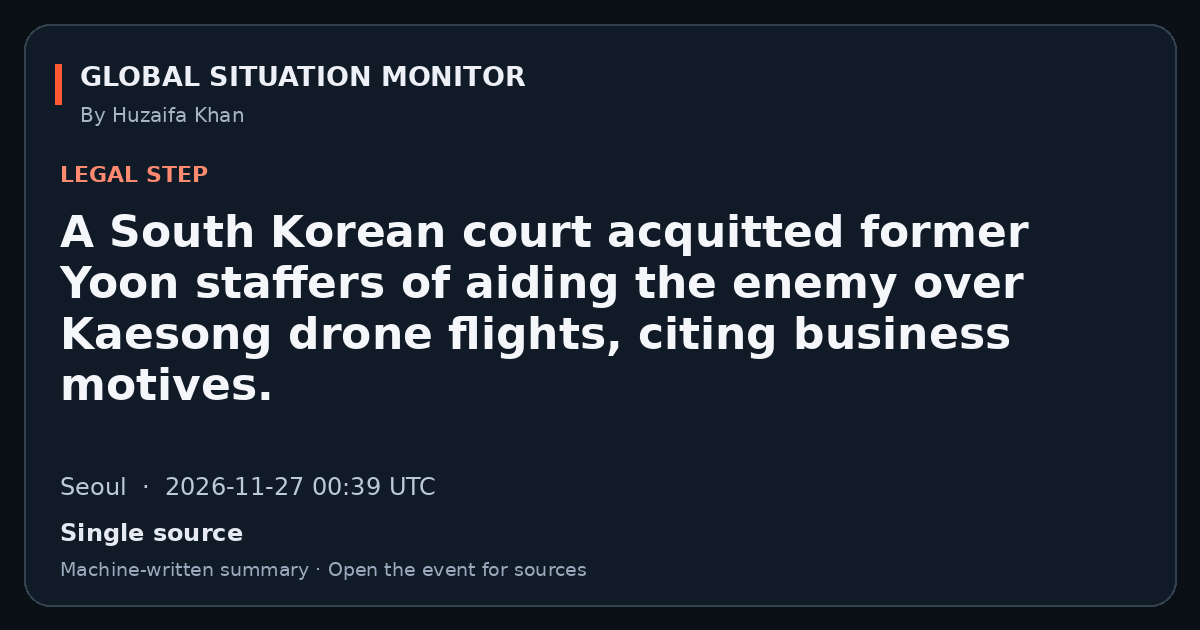 GLOBAL SITUATION MONITOR
By Huzaifa Khan
LEGAL STEP
A South Korean court acquitted former
Yoon staffers of aiding the enemy over
Kaesong drone flights, citing business
motives.
Seoul · 2026-11-27 00:39 UTC
Single source
Machine-written summary · Open the event for sources